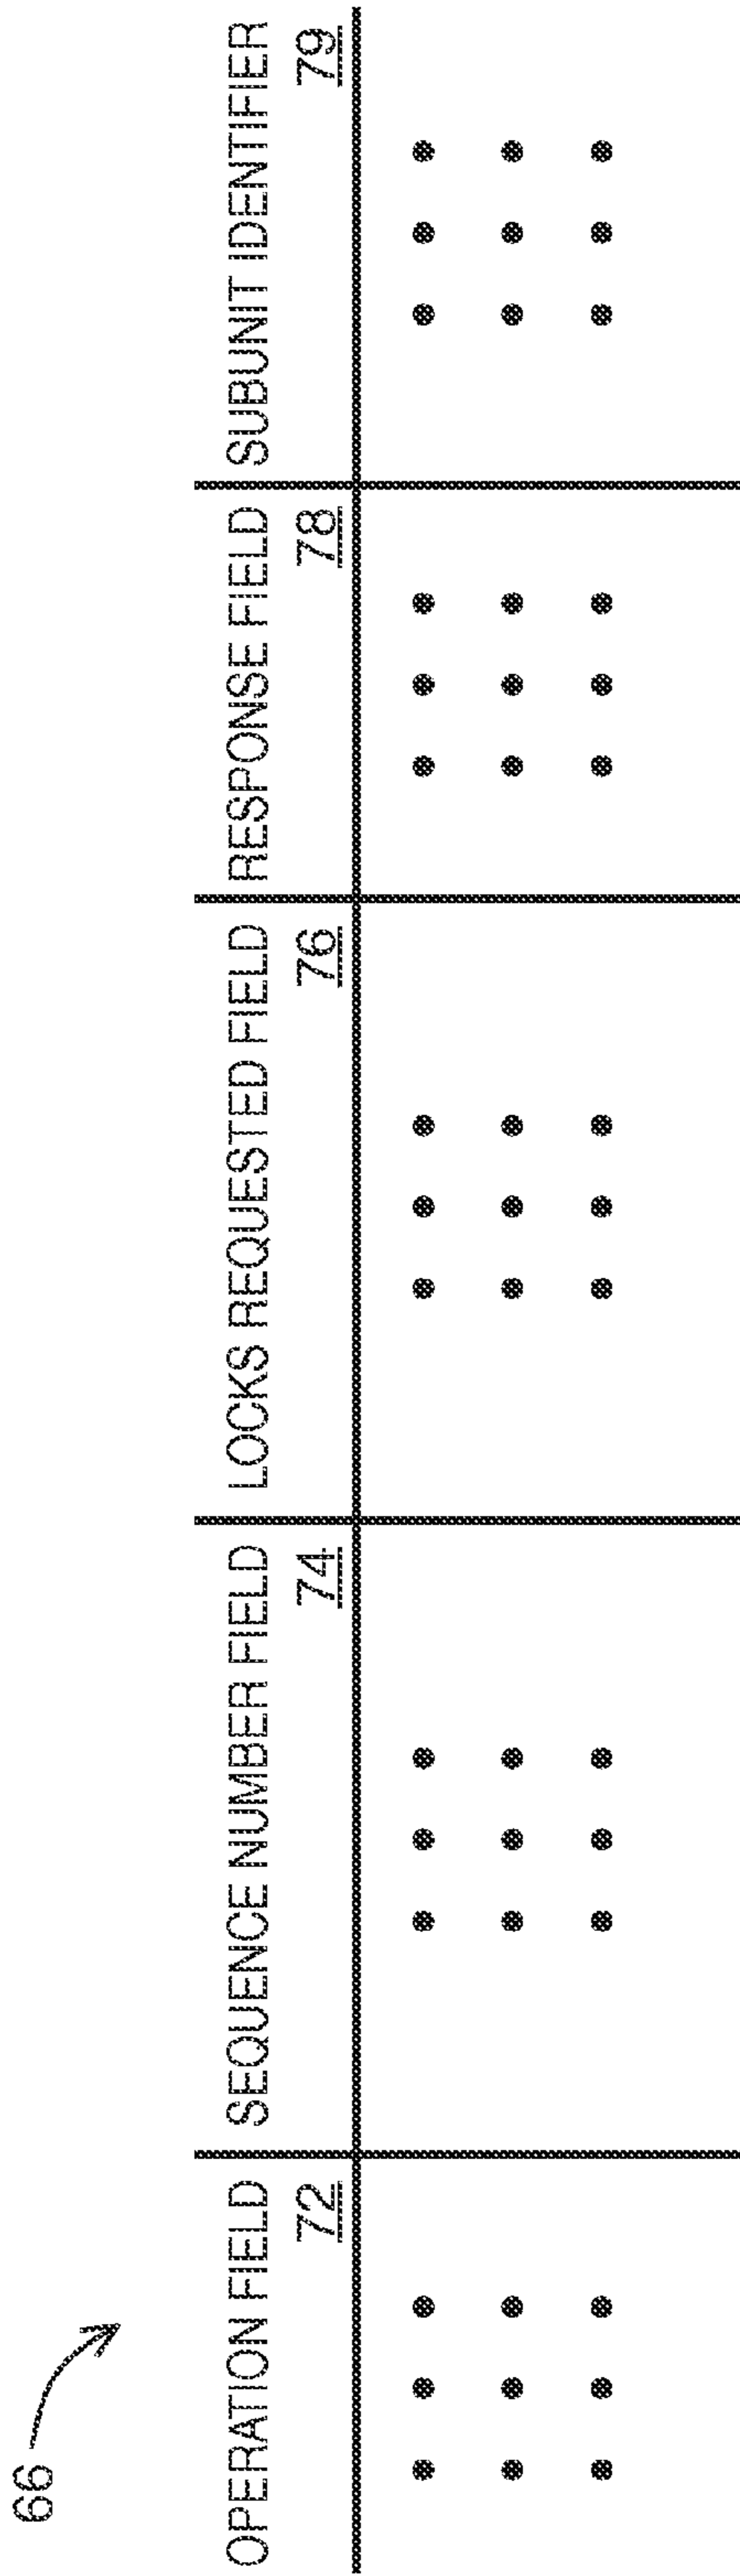 66
OPERATION FIELD
72
SEQUENCE NUMBER FIELD
74
LOCKS REQUESTED FIELD
76
RESPONSE FIELD
78
SUBUNIT IDENTIFIER
79